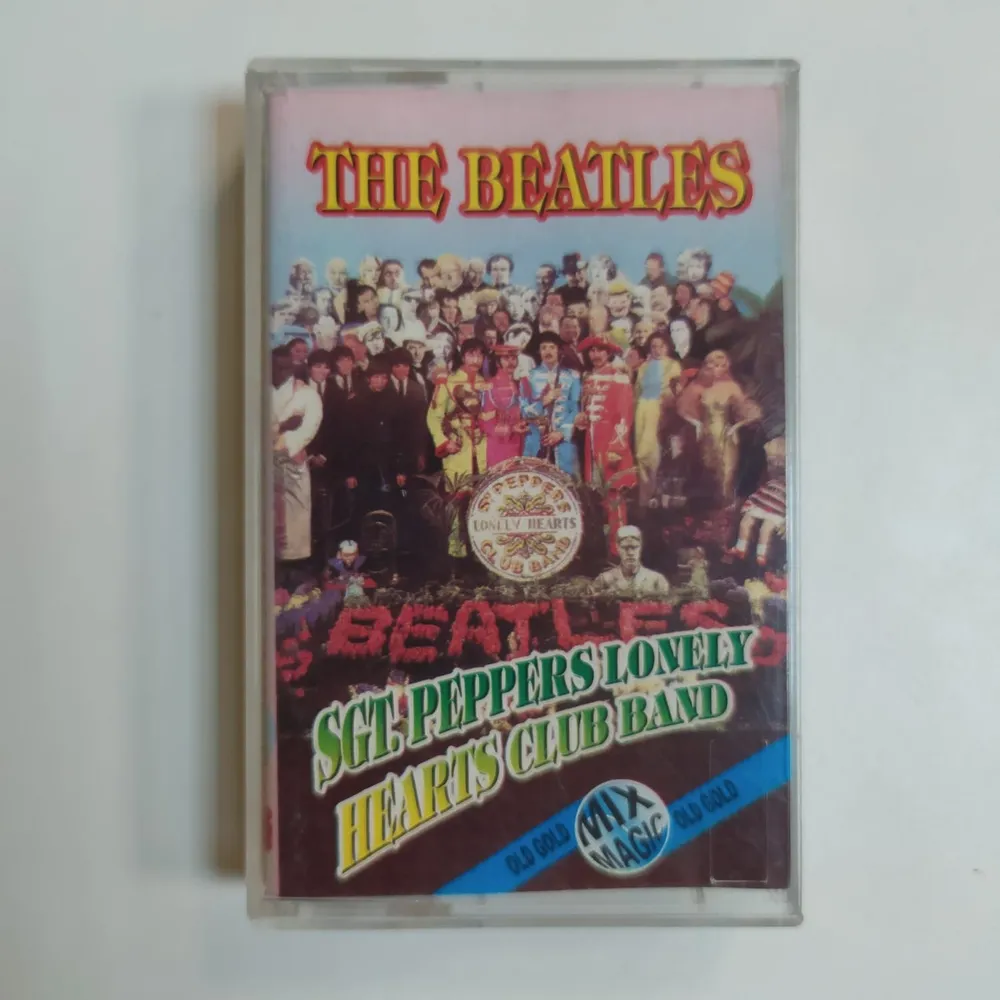 THE BEATLES
SGT. PEPPERS
LONELY HEARTS
CLUB BAND
BEATLES
SGT. PEPPERS LONELY
HEARTS CLUB BAND
OLD GOLD
MIX
MAGIC
OLD GOLD